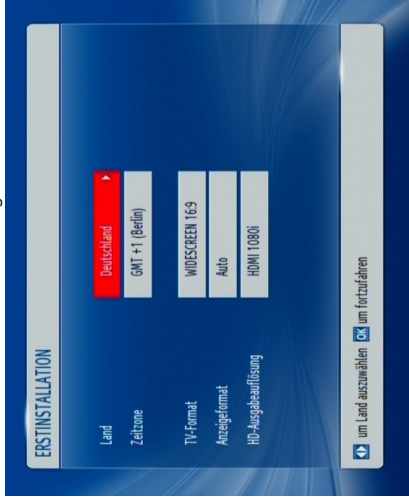 ERSTINSTALLATION
Land Deutschland
Zeitzone GMT +1 (Berlin)
TV-Format WIDESCREEN 16:9
Anzeigeformat Auto
HD-Ausgabeauflösung HDMI 1080i
um Land auszuwählen OK um fortzufahren